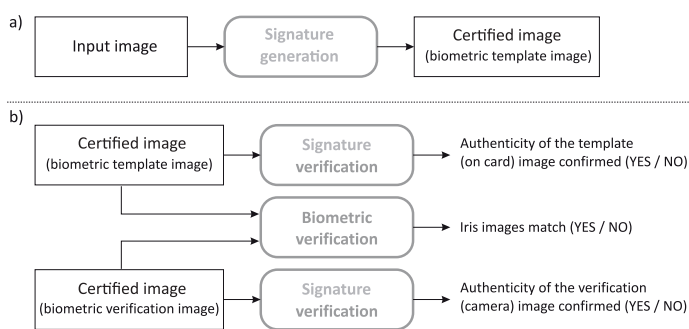 a)
Input image
Signature
generation
Certified image
(biometric template image)
b)
Certified image
(biometric template image)
Signature
verification
Authenticity of the template
(on card) image confirmed (YES / NO)
Biometric
verification
Iris images match (YES / NO)
Certified image
(biometric verification image)
Signature
verification
Authenticity of the verification
(camera) image confirmed (YES / NO)